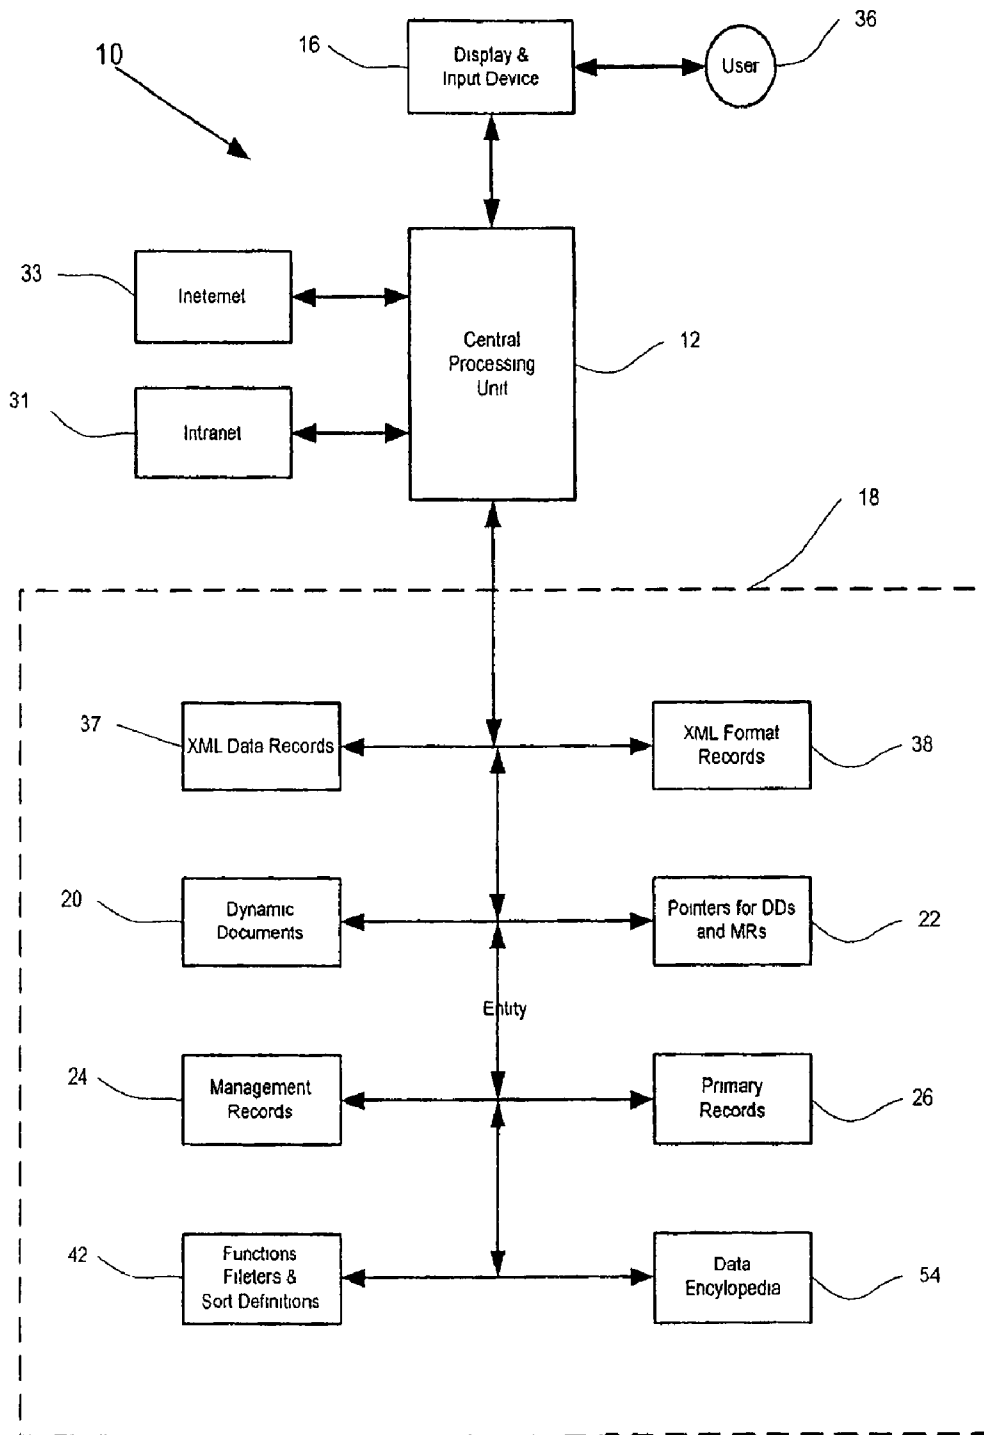 10
16
Display &
Input Device
User
36
33
Ineternet
Central
Processing
Unit
12
31
Intranet
18
37
XML Data Records
XML Format
Records
38
20
Dynamic
Documents
Pointers for DDs
and MRs
22
Entity
24
Management
Records
Primary
Records
26
42
Functions
Fileters &
Sort Definitions
Data
Encylopedia
54